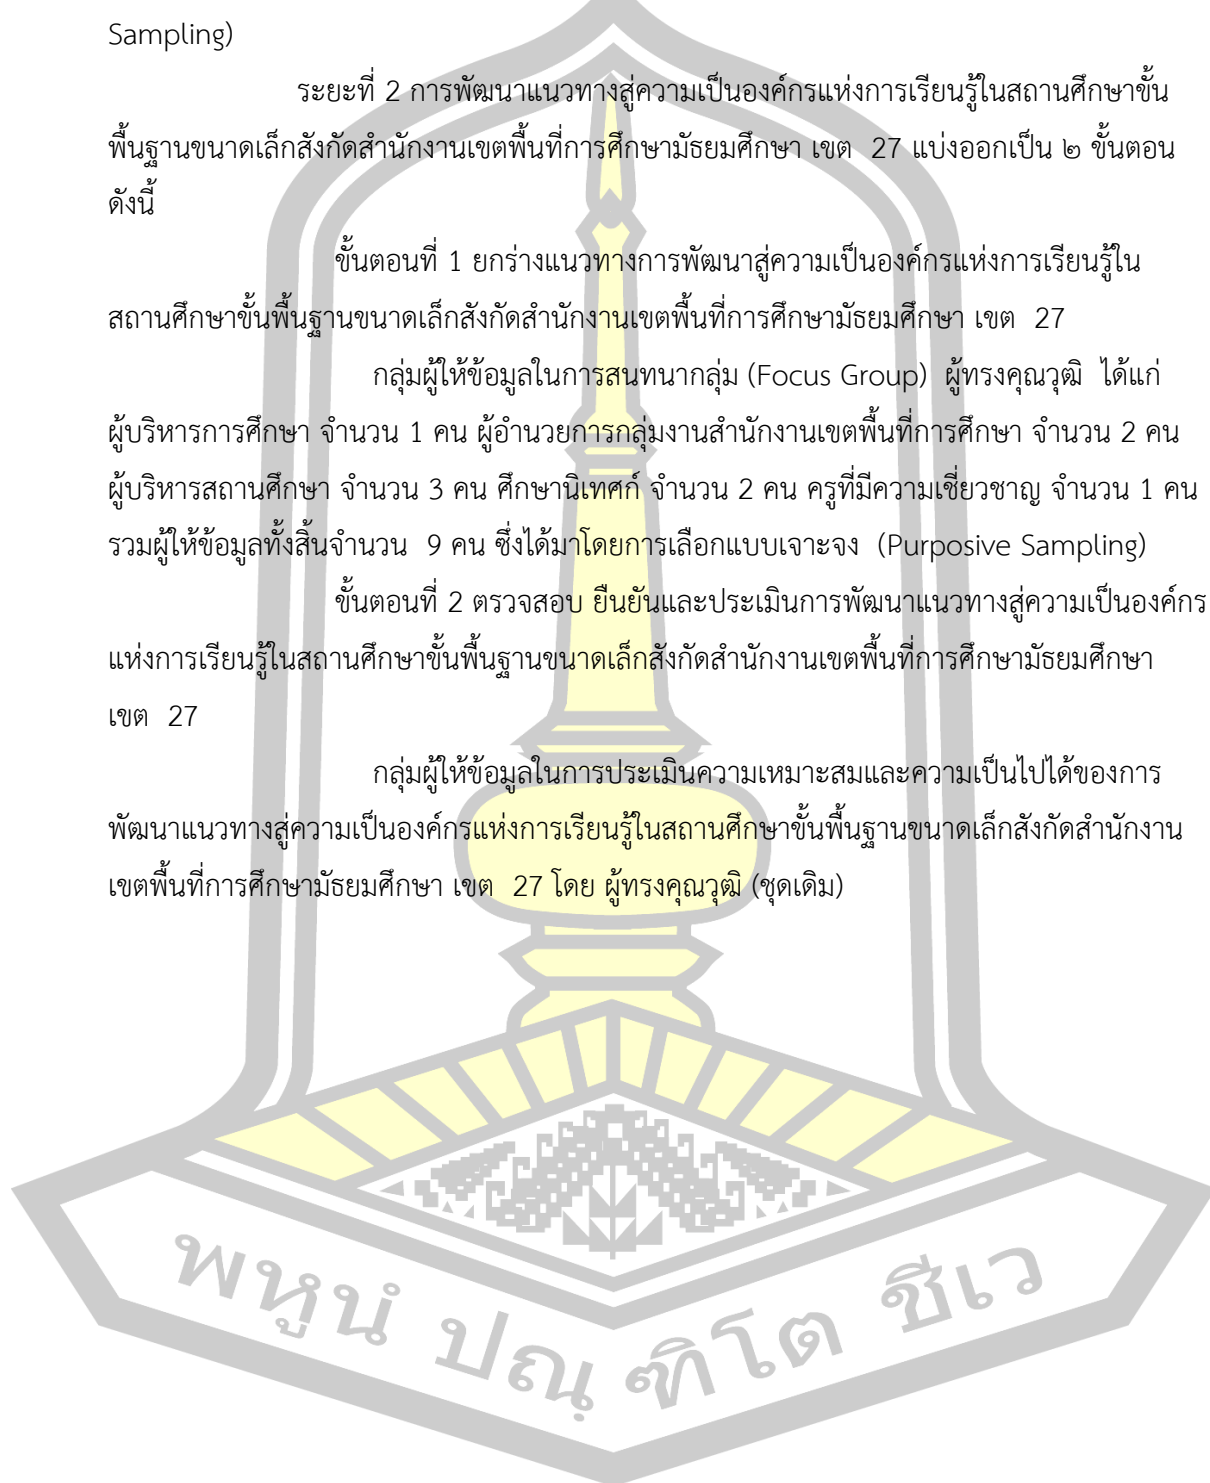 Sampling)
ระยะที่ 2 การพัฒนาแนวทางสู่ความเป็นองค์กรแห่งการเรียนรู้ในสถานศึกษาขั้น
พื้นฐานขนาดเล็กสังกัดสำนักงานเขตพื้นที่การศึกษามัธยมศึกษา เขต 27 แบ่งออกเป็น ๒ ขั้นตอน
ดังนี้
ขั้นตอนที่ 1 ยกร่างแนวทางการพัฒนาสู่ความเป็นองค์กรแห่งการเรียนรู้ใน
สถานศึกษาขั้นพื้นฐานขนาดเล็กสังกัดสำนักงานเขตพื้นที่การศึกษามัธยมศึกษา เขต 27
กลุ่มผู้ให้ข้อมูลในการสนทนากลุ่ม (Focus Group) ผู้ทรงคุณวุฒิ ได้แก่
ผู้บริหารการศึกษา จำนวน 1 คน ผู้อำนวยการกลุ่มงานสำนักงานเขตพื้นที่การศึกษา จำนวน 2 คน
ผู้บริหารสถานศึกษา จำนวน 3 คน ศึกษานิเทศก์ จำนวน 2 คน ครูที่มีความเชี่ยวชาญ จำนวน 1 คน
รวมผู้ให้ข้อมูลทั้งสิ้นจำนวน 9 คน ซึ่งได้มาโดยการเลือกแบบเจาะจง (Purposive Sampling)
ขั้นตอนที่ 2 ตรวจสอบ ยืนยันและประเมินการพัฒนาแนวทางสู่ความเป็นองค์กร
แห่งการเรียนรู้ในสถานศึกษาขั้นพื้นฐานขนาดเล็กสังกัดสำนักงานเขตพื้นที่การศึกษามัธยมศึกษา
เขต 27
กลุ่มผู้ให้ข้อมูลในการประเมินความเหมาะสมและความเป็นไปได้ของการ
พัฒนาแนวทางสู่ความเป็นองค์กรแห่งการเรียนรู้ในสถานศึกษาขั้นพื้นฐานขนาดเล็กสังกัดสำนักงาน
เขตพื้นที่การศึกษามัธยมศึกษา เขต 27 โดย ผู้ทรงคุณวุฒิ (ชุดเดิม)
พหูนํ ปณฺฑิโต ชีเว